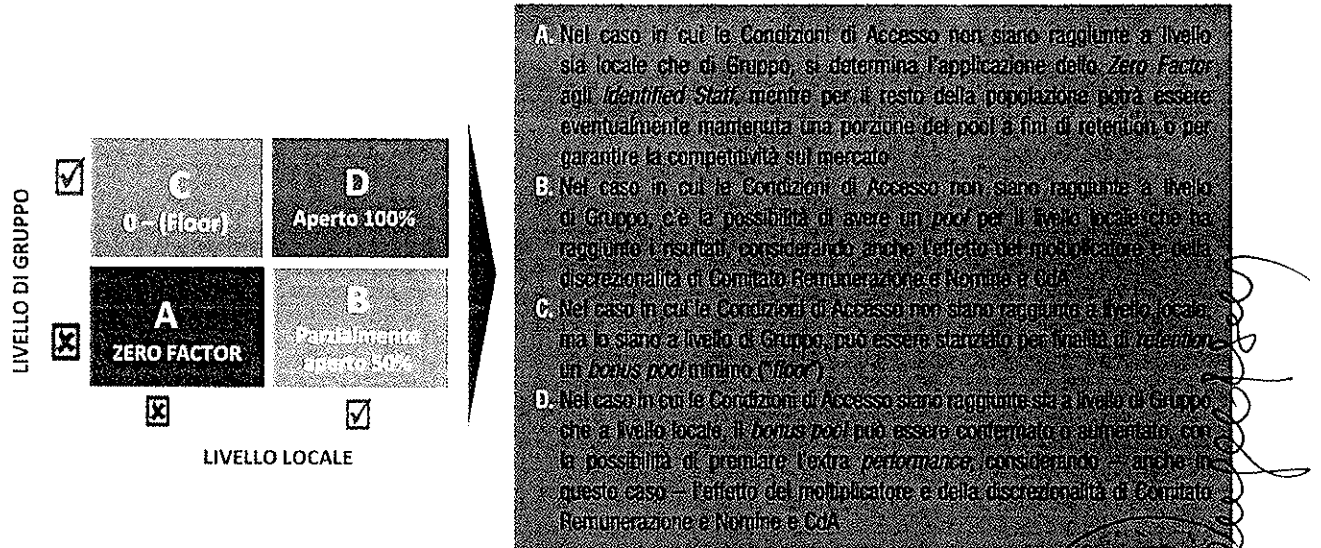 LIVELLO DI GRUPPO
C
0 – (Floor)
D
Aperto 100%
A
ZERO FACTOR
B
Parzialmente
aperto 50%
LIVELLO LOCALE
A. Nel caso in cui le Condizioni di Accesso non siano raggiunte a livello
sia locale che di Gruppo, si determina l'applicazione dello Zero Factor
agli Identified Staff, mentre per il resto della popolazione potrà essere
eventualmente mantenuta una porzione del pool a fini di retention o per
garantire la competitività sul mercato
B. Nel caso in cui le Condizioni di Accesso non siano raggiunte a livello
di Gruppo, c'è la possibilità di avere un pool per il livello locale che ha
raggiunto i risultati, considerando anche l'effetto del moltiplicatore e della
discrezionalità di Comitato Remunerazione e Nomine e CdA
C. Nel caso in cui le Condizioni di Accesso non siano raggiunte a livello locale,
ma lo siano a livello di Gruppo, può essere stanziato per finalità di retention
un bonus pool minimo ("floor")
D. Nel caso in cui le Condizioni di Accesso siano raggiunte sia a livello di Gruppo
che a livello locale, il bonus pool può essere confermato o aumentato, con
la possibilità di premiare l'extra performance, considerando – anche in
questo caso – l'effetto del moltiplicatore e della discrezionalità di Comitato
Remunerazione e Nomine e CdA